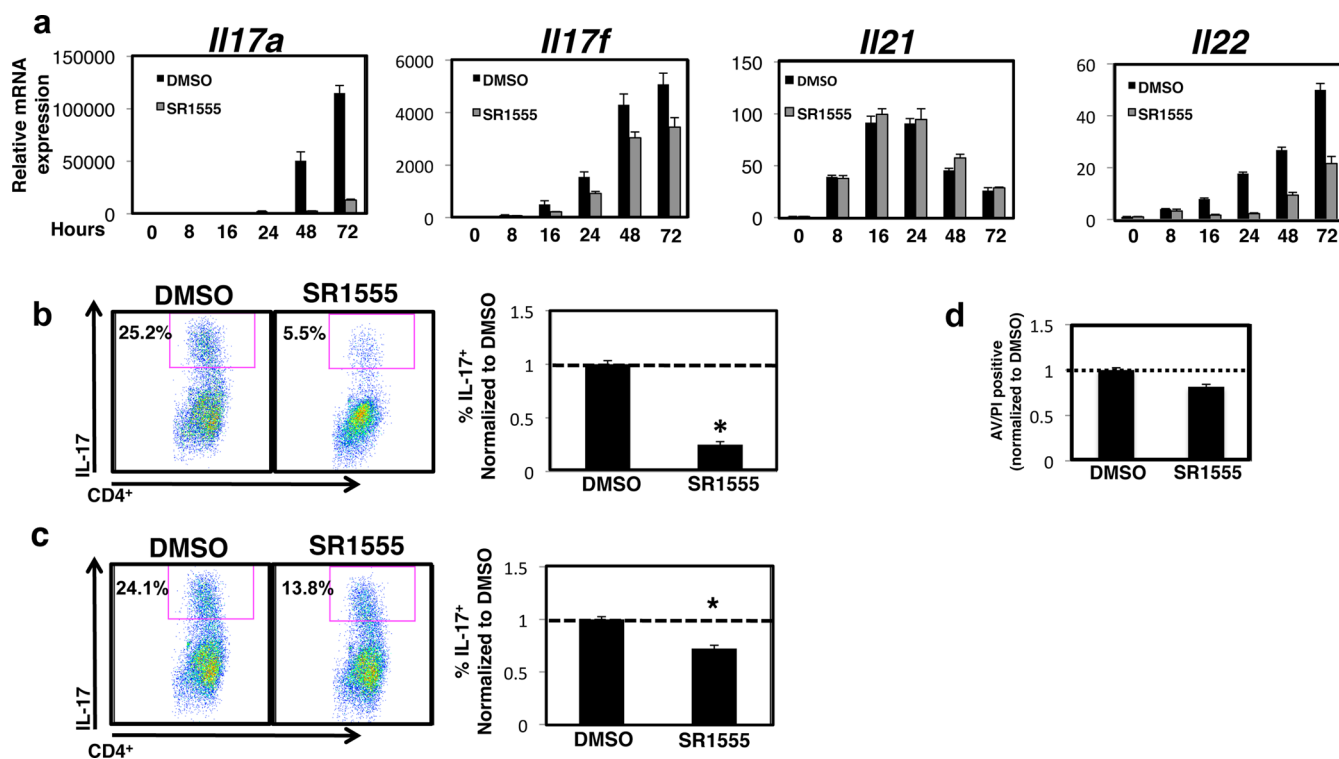 a
Il17a
Il17f
Il21
Il22
Relative mRNA
expression
150000
100000
50000
0
DMSO
SR1555
Hours 0 8 16 24 48 72
6000
4000
2000
0
DMSO
SR1555
0 8 16 24 48 72
150
100
50
0
DMSO
SR1555
0 8 16 24 48 72
60
40
20
0
DMSO
SR1555
0 8 16 24 48 72
b
DMSO
SR1555
25.2%
5.5%
IL-17
CD4+
% IL-17+
Normalized to DMSO
1.5
1
0.5
0
*
DMSO
SR1555
d
AV/PI positive
(normalized to DMSO)
1.5
1
0.5
0
DMSO
SR1555
c
DMSO
SR1555
24.1%
13.8%
IL-17
CD4+
% IL-17+
Normalized to DMSO
1.5
1
0.5
0
*
DMSO
SR1555